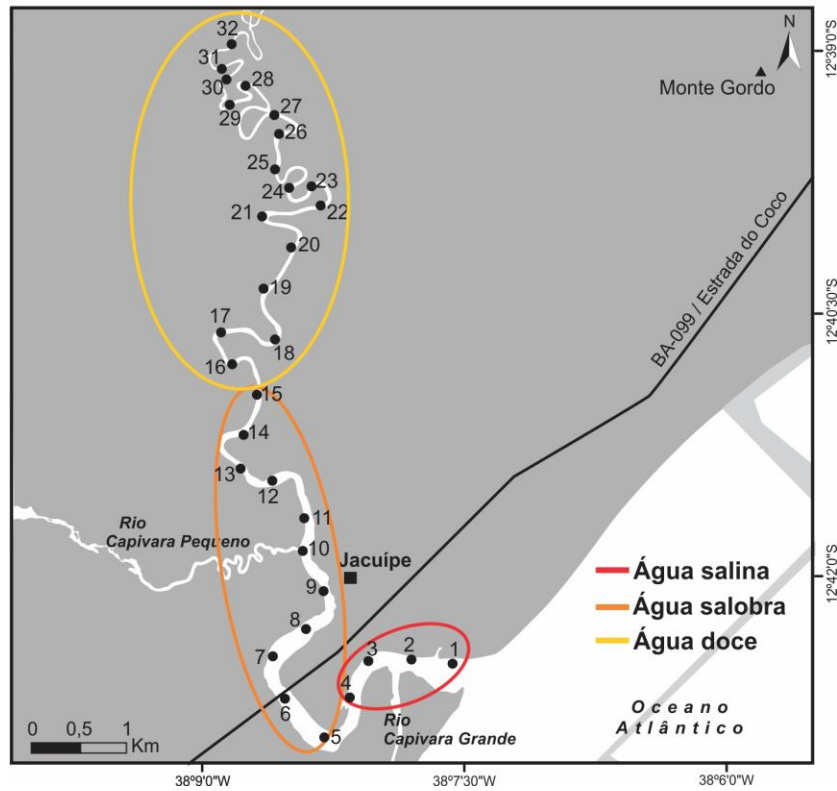 N
12°39'0"S
Monte Gordo
32
31
30
28
29
27
26
25
24
23
22
21
20
19
18
17
16
15
14
13
12
11
10
9
8
7
6
5
4
3
2
1
BA-099 / Estrada do Coco
12°40'30"S
Rio
Capivara Pequeno
Jacuípe
12°42'0"S
Água salina
Água salobra
Água doce
Rio
Capivara Grande
Oceano
Atlântico
0 0,5 1
Km
38°9'0"W
38°7'30"W
38°6'0"W